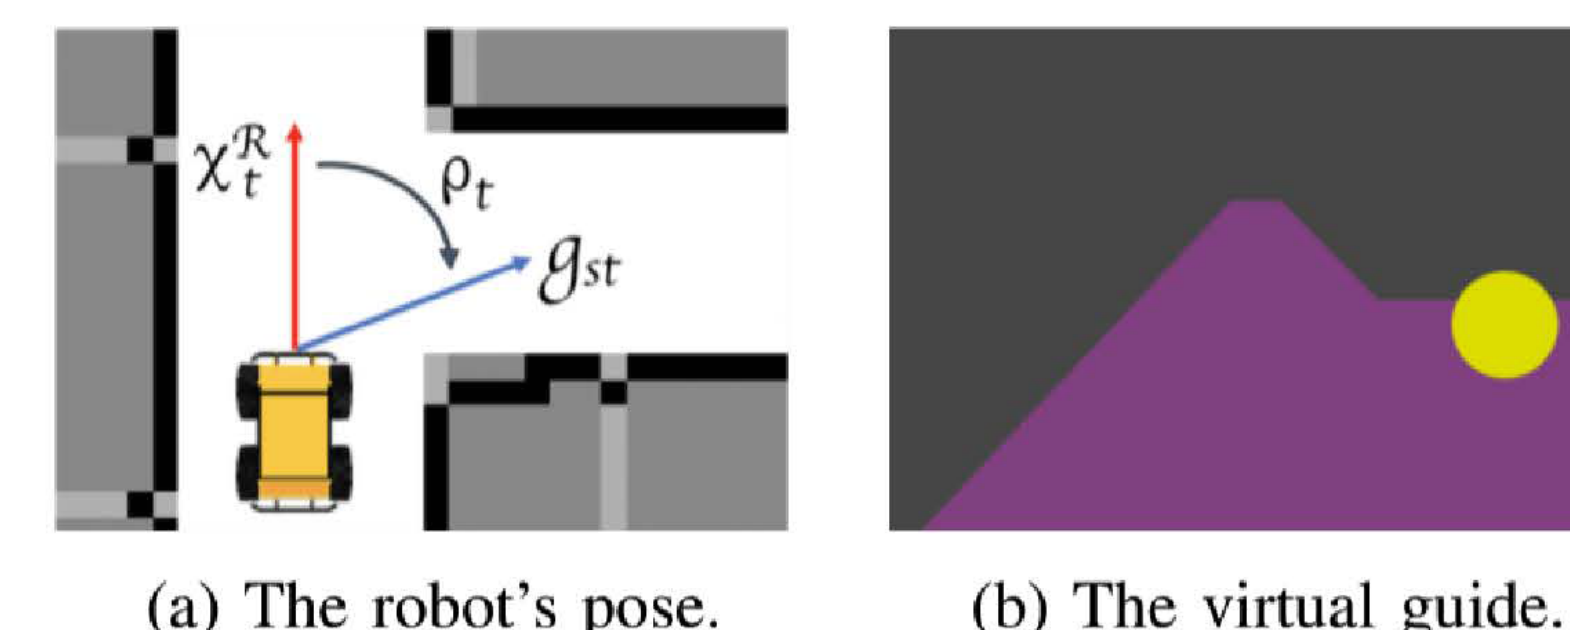 χ_t^ℛ
ρ_t
g_st
(a) The robot's pose.
(b) The virtual guide.